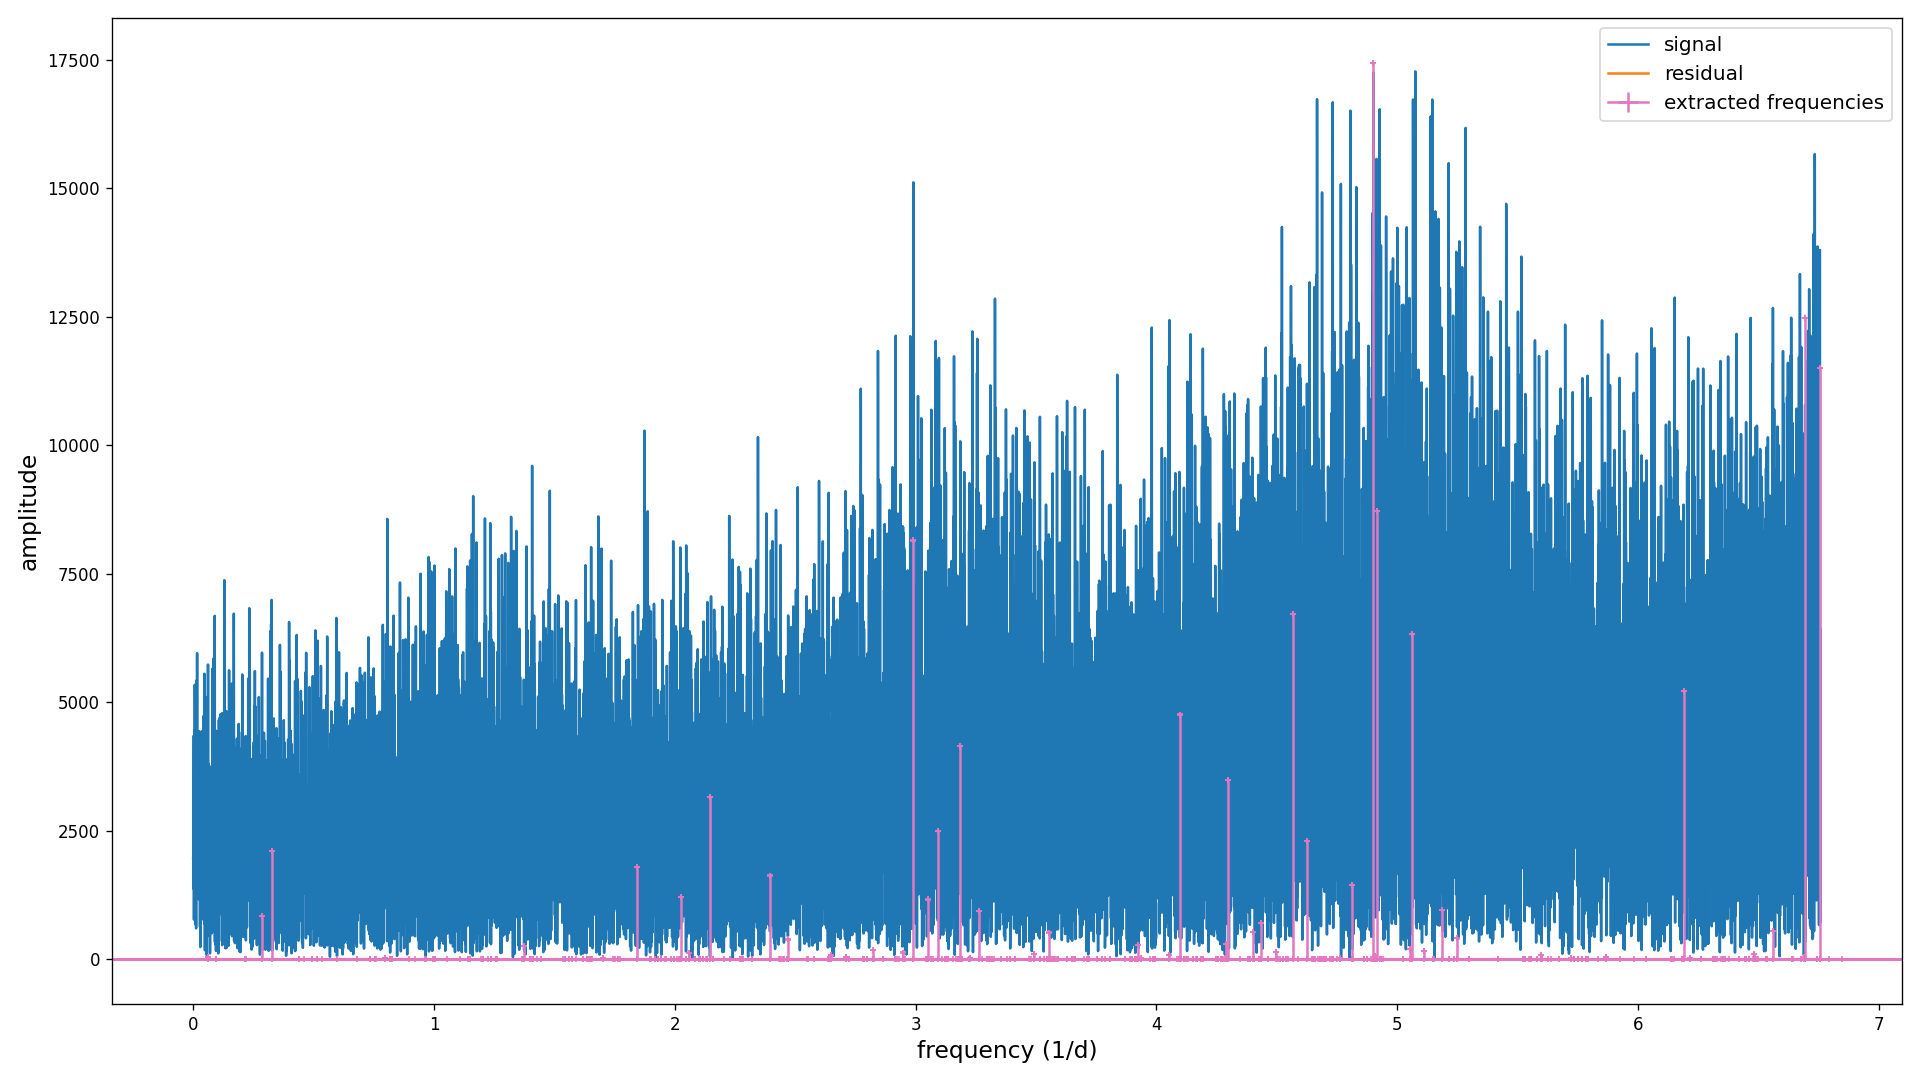 signal
residual
extracted frequencies
17500
15000
12500
10000
7500
5000
2500
0
amplitude
0 1 2 3 4 5 6 7
frequency (1/d)